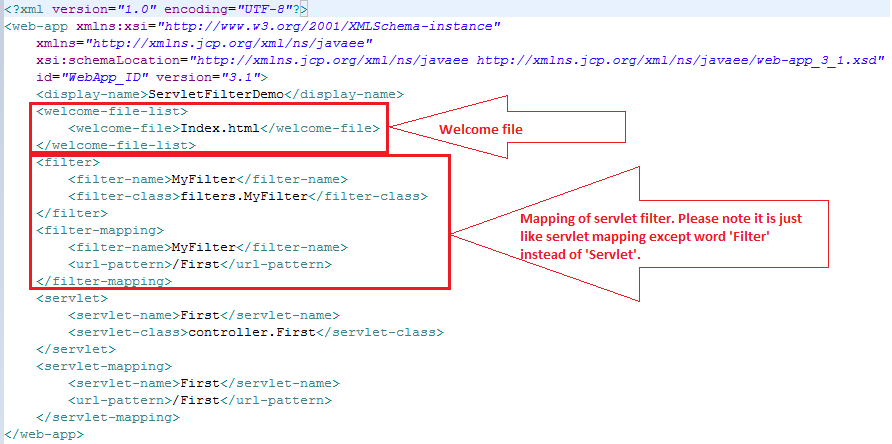 <?xml version="1.0" encoding="UTF-8"?>
<web-app xmlns:xsi="http://www.w3.org/2001/XMLSchema-instance"
xmlns="http://xmlns.jcp.org/xml/ns/javaee"
xsi:schemaLocation="http://xmlns.jcp.org/xml/ns/javaee http://xmlns.jcp.org/xml/ns/javaee/web-app_3_1.xsd"
id="WebApp_ID" version="3.1">
<display-name>ServletFilterDemo</display-name>
<welcome-file-list>
<welcome-file>Index.html</welcome-file>
</welcome-file-list>
Welcome file
<filter>
<filter-name>MyFilter</filter-name>
<filter-class>filters.MyFilter</filter-class>
</filter>
<filter-mapping>
<filter-name>MyFilter</filter-name>
<url-pattern>/First</url-pattern>
</filter-mapping>
Mapping of servlet filter. Please note it is just
like servlet mapping except word 'Filter'
instead of 'Servlet'.
<servlet>
<servlet-name>First</servlet-name>
<servlet-class>controller.First</servlet-class>
</servlet>
<servlet-mapping>
<servlet-name>First</servlet-name>
<url-pattern>/First</url-pattern>
</servlet-mapping>
</web-app>